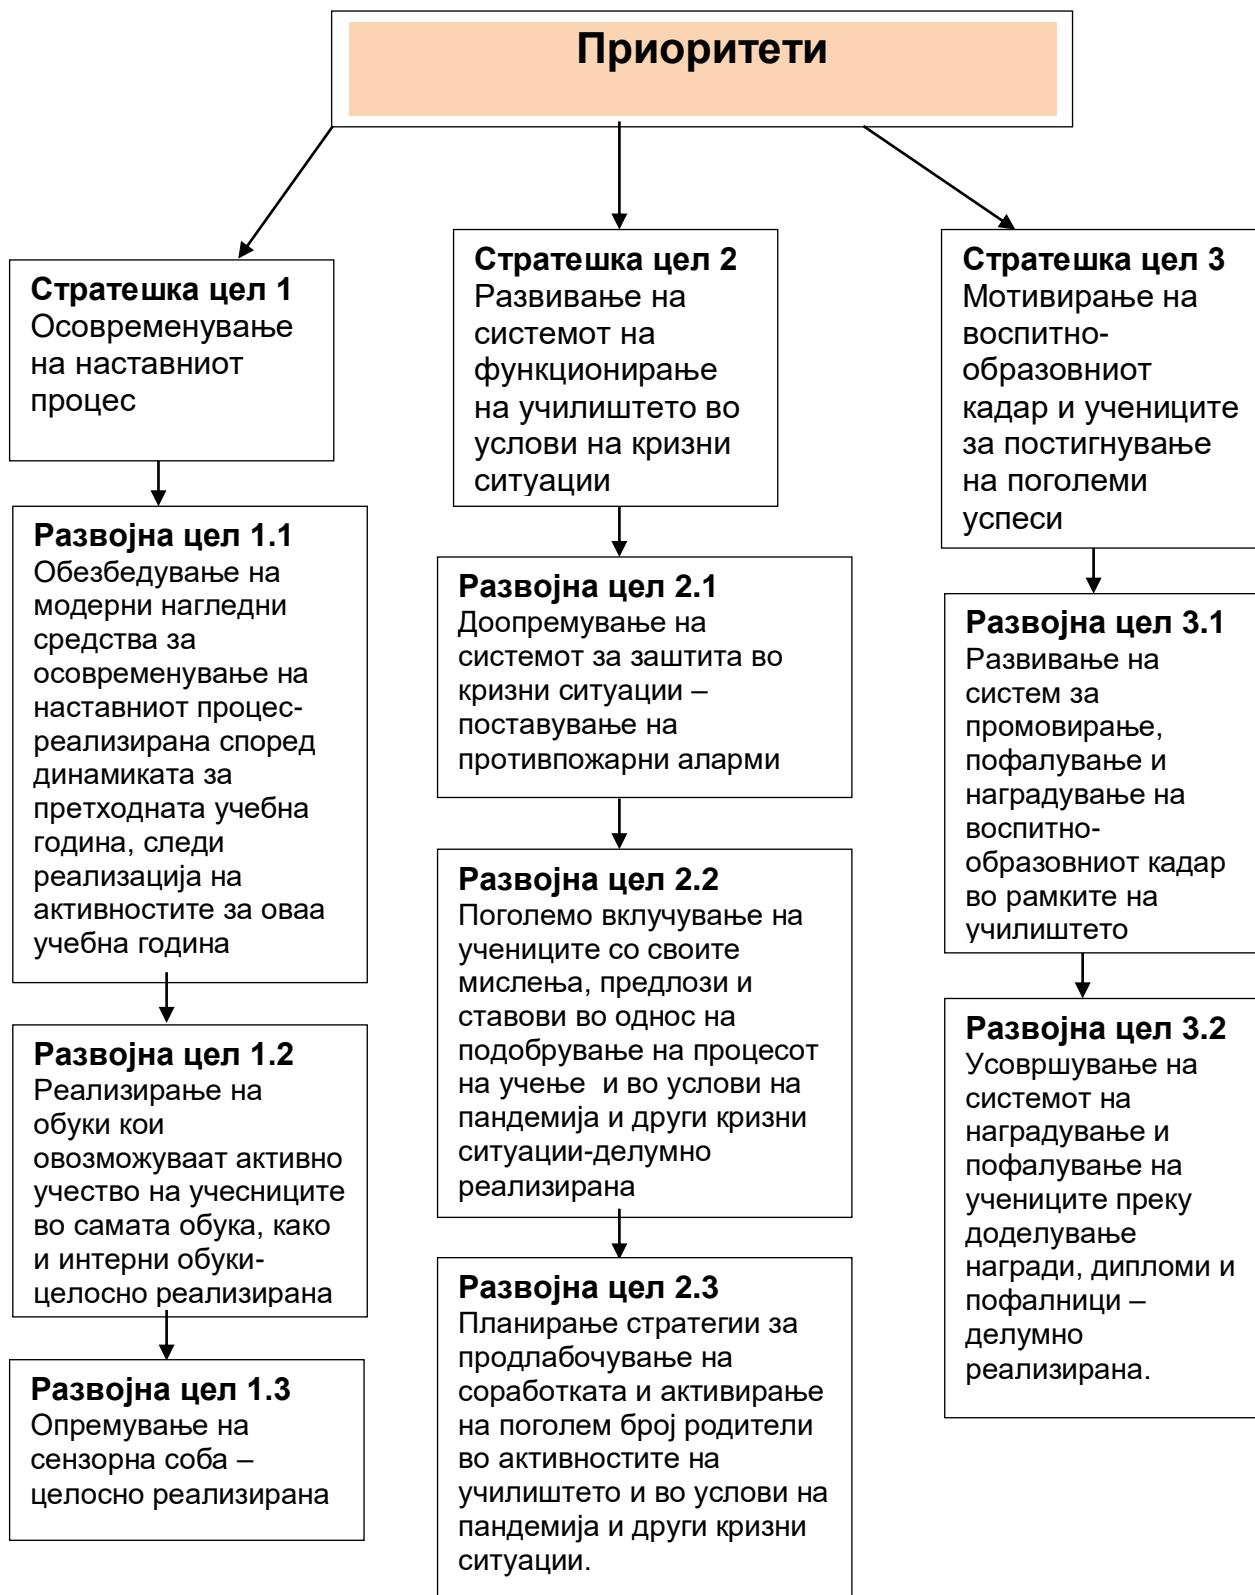 Приоритети
Стратешка цел 1
Осовременување
на наставниот
процес
Развојна цел 1.1
Обезбедување на
модерни нагледни
средства за
осовременување на
наставниот процес-
реализирана според
динамиката за
претходната учебна
година, следи
реализација на
активностите за оваа
учебна година
Развојна цел 1.2
Реализирање на
обуки кои
овозможуваат активно
учество на учесниците
во самата обука, како
и интерни обуки-
целосно реализирана
Развојна цел 1.3
Опремување на
сензорна соба –
целосно реализирана
Стратешка цел 2
Развивање на
системот на
функционирање
на училиштето во
услови на кризни
ситуации
Развојна цел 2.1
Доопремување на
системот за заштита во
кризни ситуации –
поставување на
противпожарни аларми
Развојна цел 2.2
Поголемо вклучување на
учениците со своите
мислења, предлози и
ставови во однос на
подобрување на процесот
на учење  и во услови на
пандемија и други кризни
ситуации-делумно
реализирана
Развојна цел 2.3
Планирање стратегии за
продлабочување на
соработката и активирање
на поголем број родители
во активностите на
училиштето и во услови на
пандемија и други кризни
ситуации.
Стратешка цел 3
Мотивирање на
воспитно-
образовниот
кадар и учениците
за постигнување
на поголеми
успеси
Развојна цел 3.1
Развивање на
систем за
промовирање,
пофалување и
наградување на
воспитно-
образовниот кадар
во рамките на
училиштето
Развојна цел 3.2
Усовршување на
системот на
наградување и
пофалување на
учениците преку
доделување
награди, дипломи и
пофалници –
делумно
реализирана.